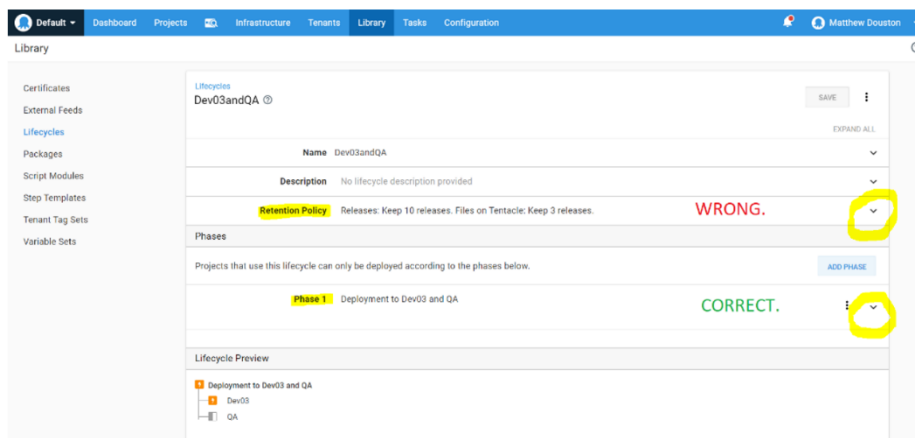 Default Dashboard Projects Infrastructure Tenants Library Tasks Configuration Matthew Douston
Library
Certificates
External Feeds
Lifecycles
Packages
Script Modules
Step Templates
Tenant Tag Sets
Variable Sets
Lifecycles
Dev03andQA
SAVE
EXPAND ALL
Name Dev03andQA
Description No lifecycle description provided
Retention Policy Releases: Keep 10 releases. Files on Tentacle: Keep 3 releases. WRONG.
Phases
Projects that use this lifecycle can only be deployed according to the phases below. ADD PHASE
Phase 1 Deployment to Dev03 and QA CORRECT.
Lifecycle Preview
Deployment to Dev03 and QA
Dev03
QA